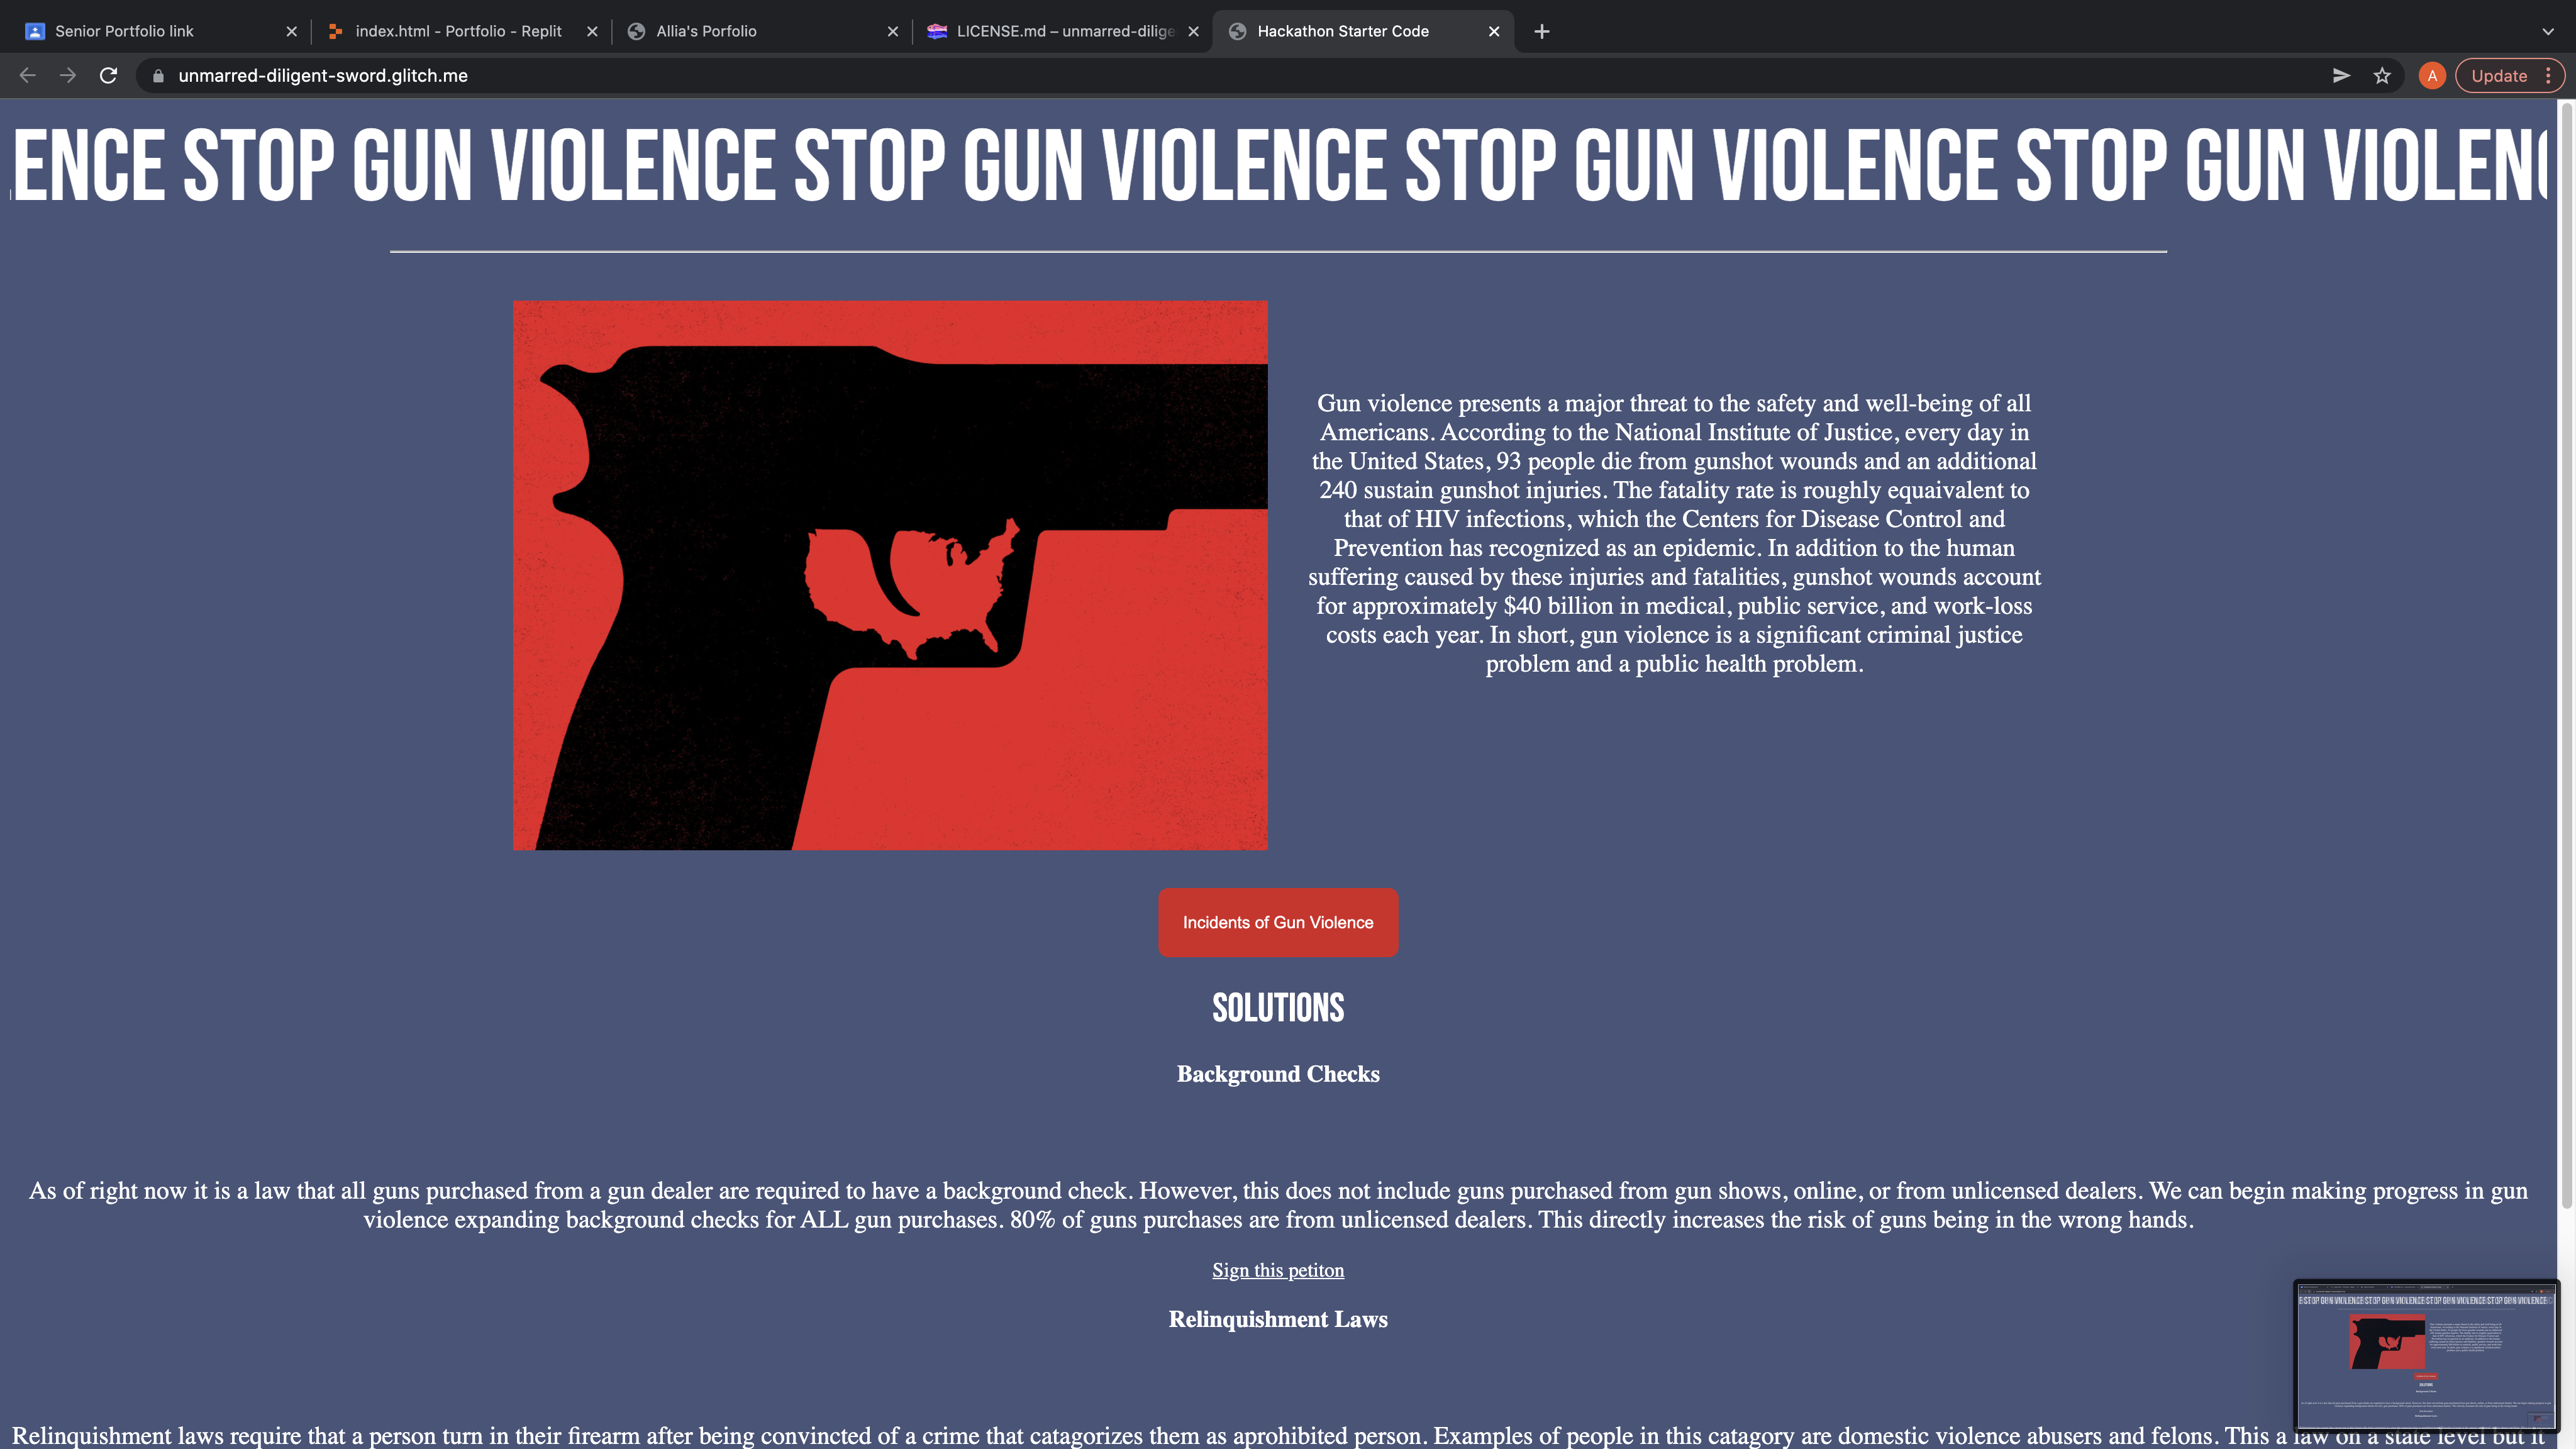 Senior Portfolio link
index.html - Portfolio - Replit
Allia's Porfolio
LICENSE.md – unmarred-dilige
Hackathon Starter Code
unmarred-diligent-sword.glitch.me
A
Update
ENCE STOP GUN VIOLENCE STOP GUN VIOLENCE STOP GUN VIOLENCE STOP GUN VIOLENC
Gun violence presents a major threat to the safety and well-being of all
Americans. According to the National Institute of Justice, every day in
the United States, 93 people die from gunshot wounds and an additional
240 sustain gunshot injuries. The fatality rate is roughly equaivalent to
that of HIV infections, which the Centers for Disease Control and
Prevention has recognized as an epidemic. In addition to the human
suffering caused by these injuries and fatalities, gunshot wounds account
for approximately $40 billion in medical, public service, and work-loss
costs each year. In short, gun violence is a significant criminal justice
problem and a public health problem.
Incidents of Gun Violence
SOLUTIONS
Background Checks
As of right now it is a law that all guns purchased from a gun dealer are required to have a background check. However, this does not include guns purchased from gun shows, online, or from unlicensed dealers. We can begin making progress in gun
violence expanding background checks for ALL gun purchases. 80% of guns purchases are from unlicensed dealers. This directly increases the risk of guns being in the wrong hands.
Sign this petiton
Relinquishment Laws
Relinquishment laws require that a person turn in their firearm after being convincted of a crime that catagorizes them as aprohibited person. Examples of people in this catagory are domestic violence abusers and felons. This a law on a state level but it